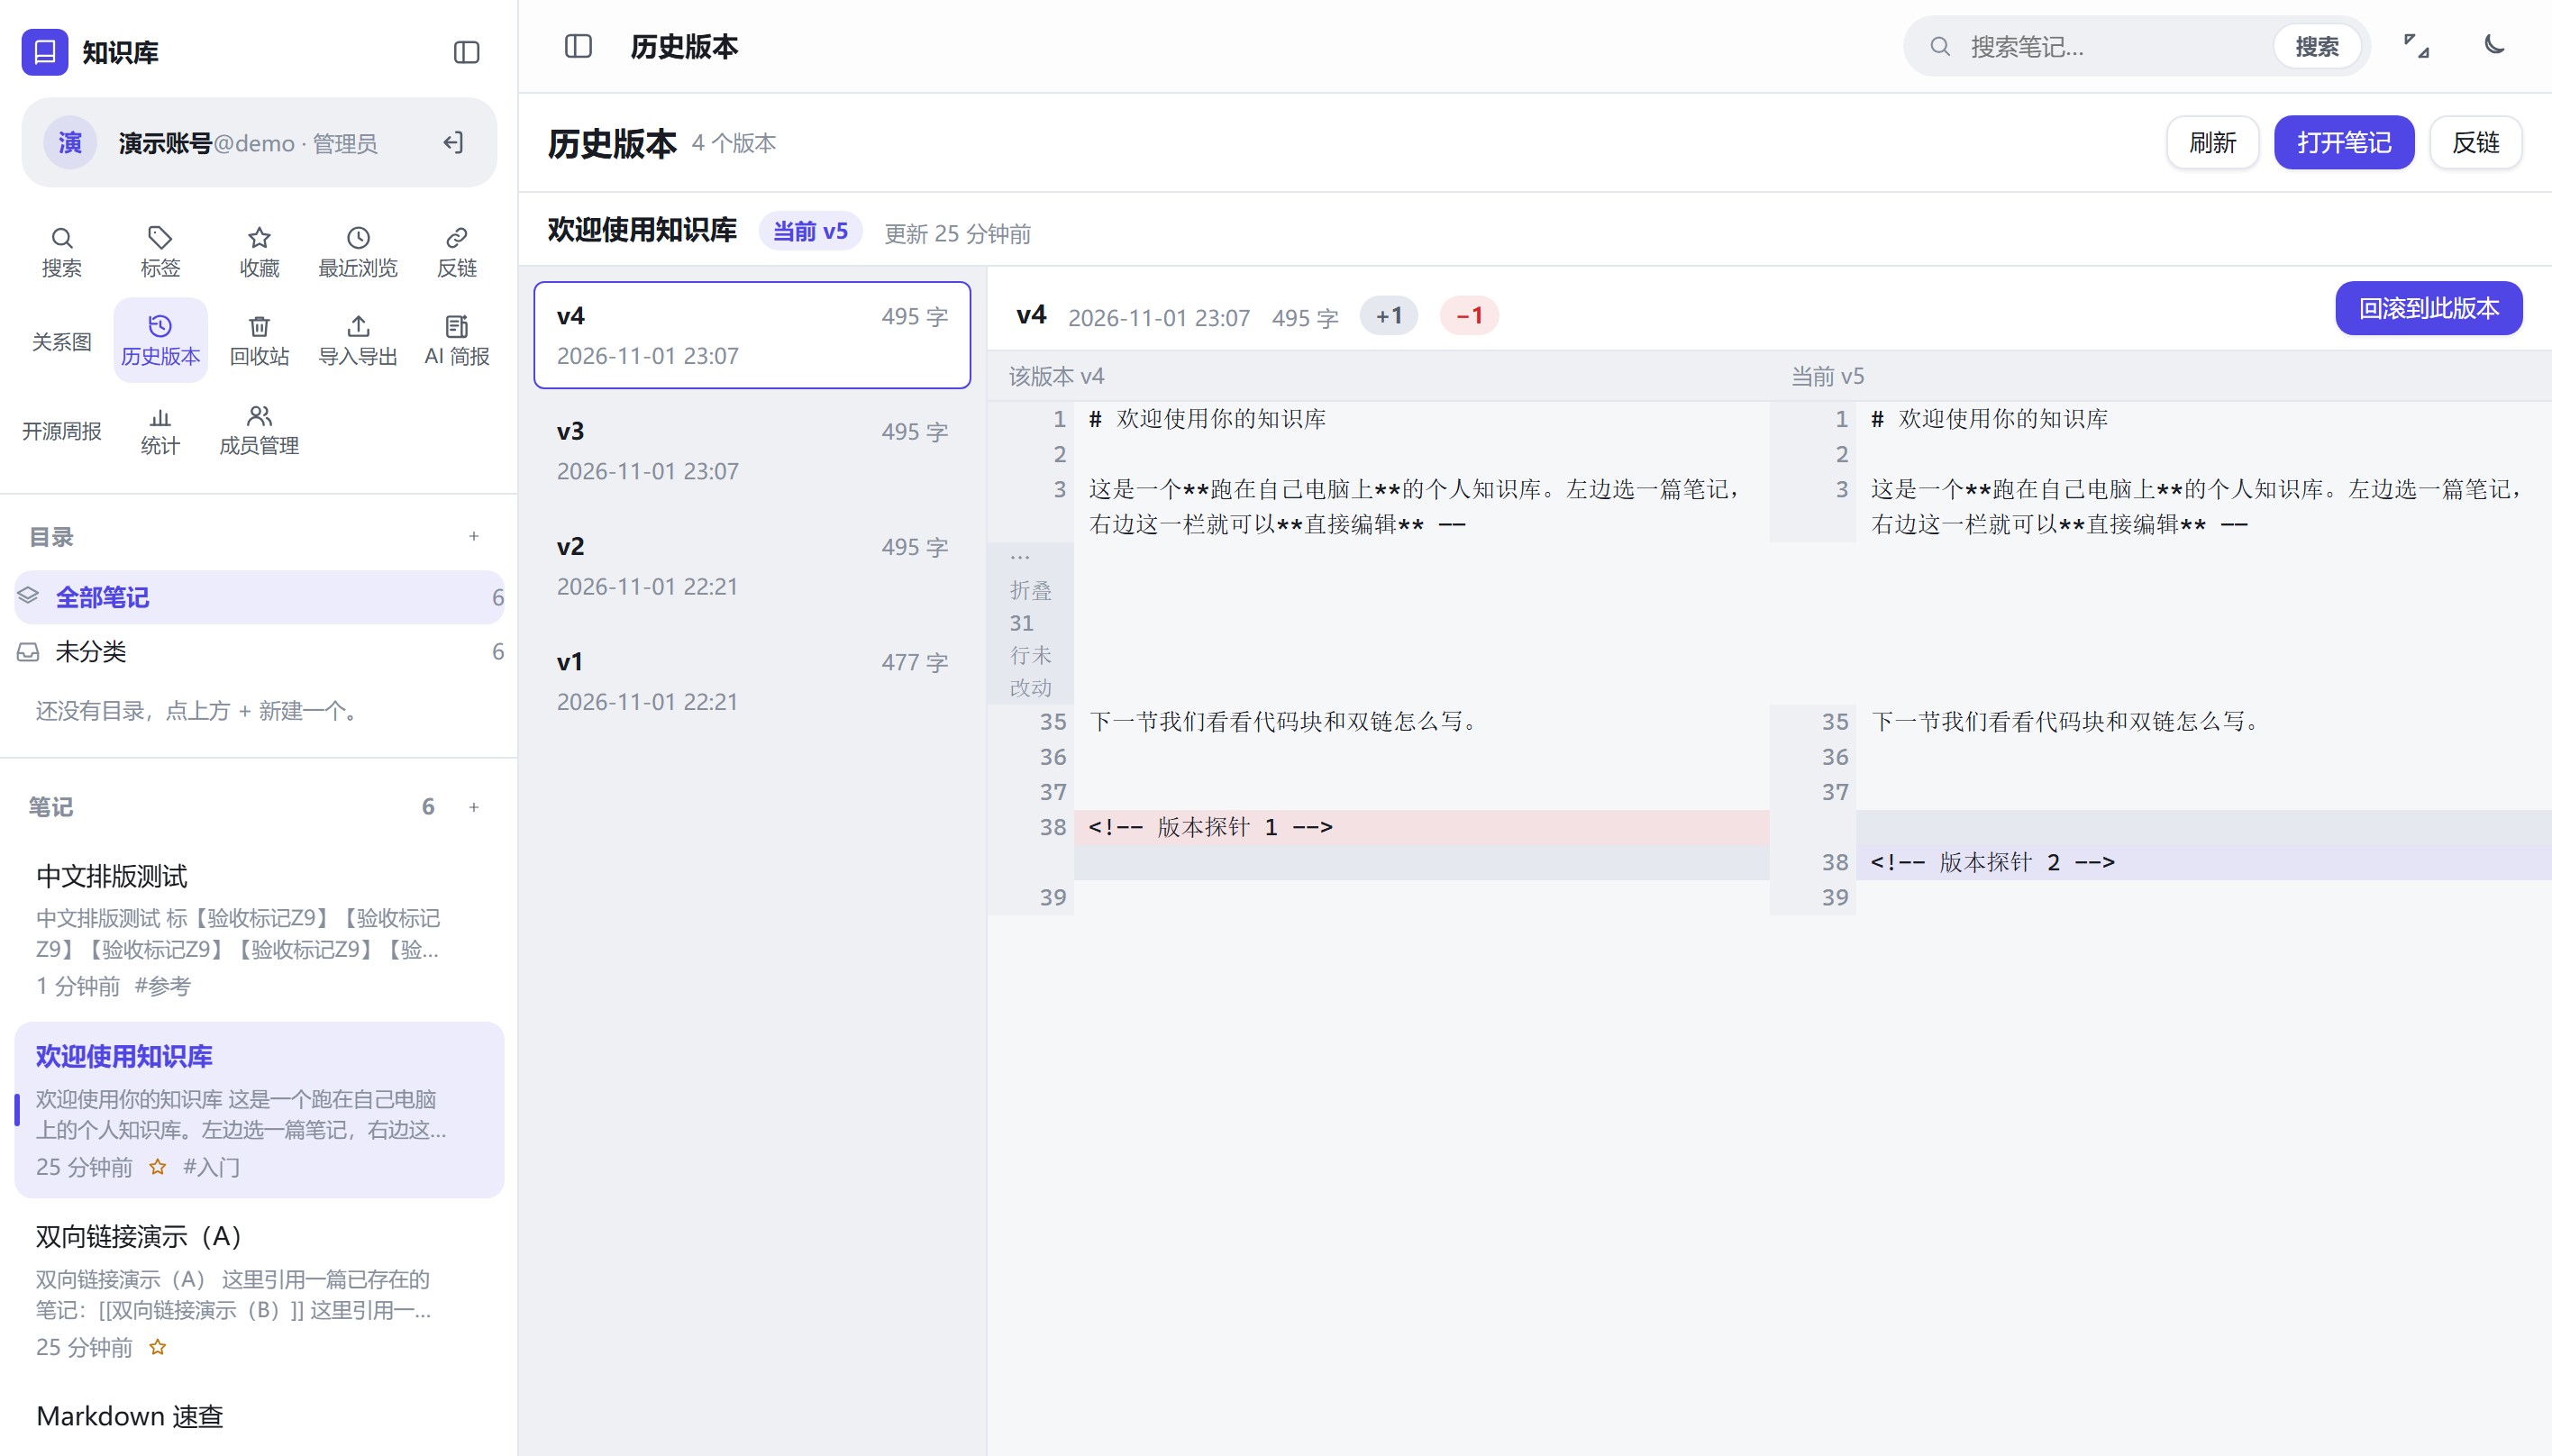 知识库
演
演示账号@demo · 管理员
搜索
标签
收藏
最近浏览
反链
关系图
历史版本
回收站
导入导出
AI 简报
开源周报
统计
成员管理
目录
+
全部笔记 6
未分类 6
还没有目录，点上方 + 新建一个。
笔记 6 +
中文排版测试
中文排版测试 标【验收标记Z9】【验收标记
Z9】【验收标记Z9】【验收标记Z9】【验...
1 分钟前 #参考
欢迎使用知识库
欢迎使用你的知识库 这是一个跑在自己电脑
上的个人知识库。左边选一篇笔记，右边这...
25 分钟前 #入门
双向链接演示（A）
双向链接演示（A） 这里引用一篇已存在的
笔记：[[双向链接演示（B）]] 这里引用一...
25 分钟前
Markdown 速查
历史版本
搜索笔记...
搜索
历史版本 4 个版本
刷新
打开笔记
反链
欢迎使用知识库 当前 v5 更新 25 分钟前
v4 495 字
2026-11-01 23:07
v3 495 字
2026-11-01 23:07
v2 495 字
2026-11-01 22:21
v1 477 字
2026-11-01 22:21
v4 2026-11-01 23:07 495 字 +1 −1
回滚到此版本
该版本 v4
当前 v5
1 # 欢迎使用你的知识库
1 # 欢迎使用你的知识库
2
2
3 这是一个**跑在自己电脑上**的个人知识库。左边选一篇笔记，
右边这一栏就可以**直接编辑** ——
3 这是一个**跑在自己电脑上**的个人知识库。左边选一篇笔记，
右边这一栏就可以**直接编辑** ——
...
折叠
31
行未
改动
35 下一节我们看看代码块和双链怎么写。
35 下一节我们看看代码块和双链怎么写。
36
36
37
37
38 <!-- 版本探针 1 -->
38 <!-- 版本探针 2 -->
39
39